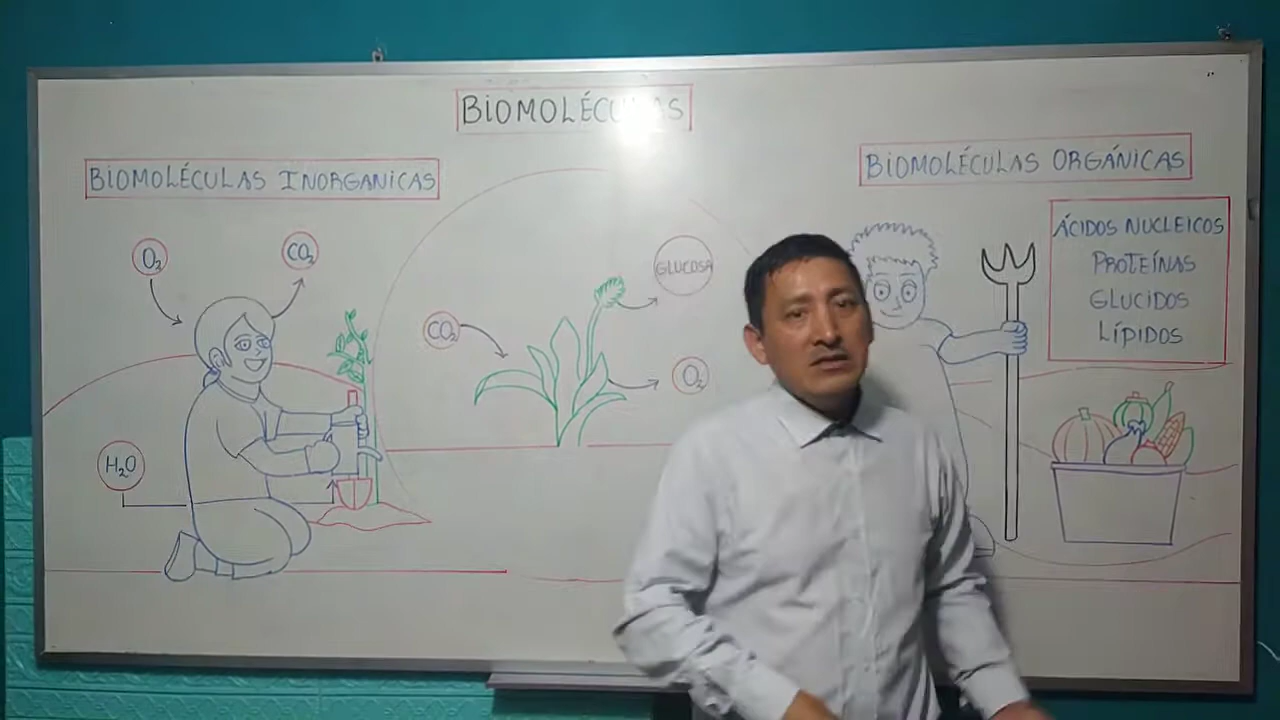 BIOMOLÉCULAS
BIOMOLÉCULAS INORGANICAS
O₂
CO₂
H₂O
CO₂
GLUCOSA
O₂
BIOMOLÉCULAS ORGÁNICAS
ÁCIDOS NUCLEICOS
PROTEÍNAS
GLUCIDOS
LÍPIDOS